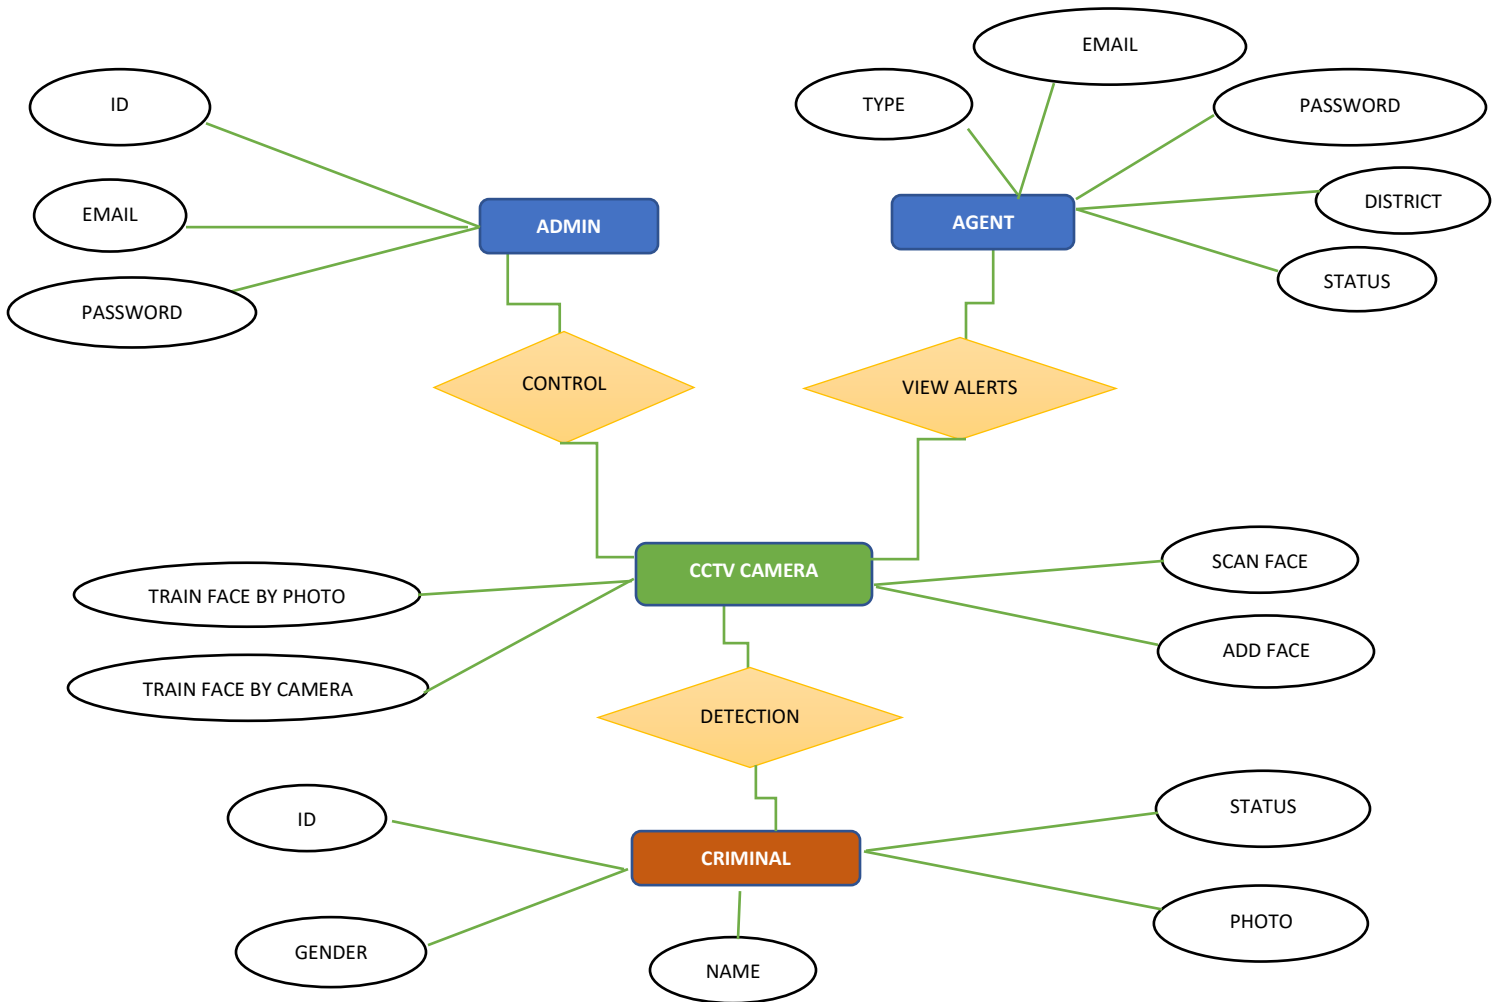 EMAIL
ID
TYPE
PASSWORD
EMAIL
ADMIN
AGENT
DISTRICT
PASSWORD
STATUS
CONTROL
VIEW ALERTS
TRAIN FACE BY PHOTO
CCTV CAMERA
SCAN FACE
TRAIN FACE BY CAMERA
ADD FACE
DETECTION
ID
STATUS
CRIMINAL
GENDER
NAME
PHOTO